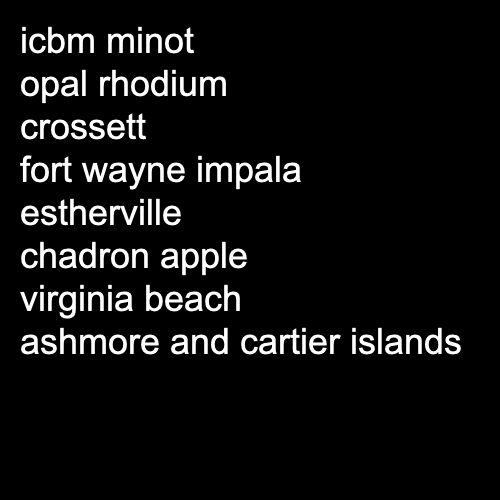 icbm minot
opal rhodium
crossett
fort wayne impala
estherville
chadron apple
virginia beach
ashmore and cartier islands